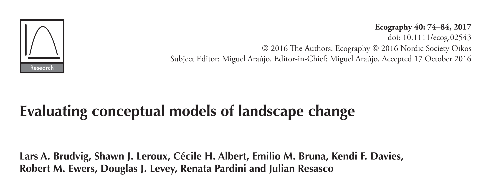 Ecography 40: 74–84, 2017
doi: 10.1111/ecog.02543
© 2016 The Authors. Ecography © 2016 Nordic Society Oikos
Subject Editor: Miguel Araújo. Editor-in-Chief: Miguel Araújo. Accepted 17 October 2016
Research
Evaluating conceptual models of landscape change
Lars A. Brudvig, Shawn J. Leroux, Cécile H. Albert, Emilio M. Bruna, Kendi F. Davies,
Robert M. Ewers, Douglas J. Levey, Renata Pardini and Julian Resasco